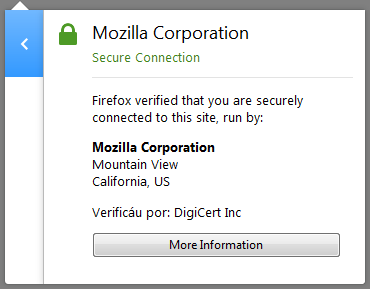 Mozilla Corporation
Secure Connection
Firefox verified that you are securely
connected to this site, run by:
Mozilla Corporation
Mountain View
California, US
Verificáu por: DigiCert Inc
More Information